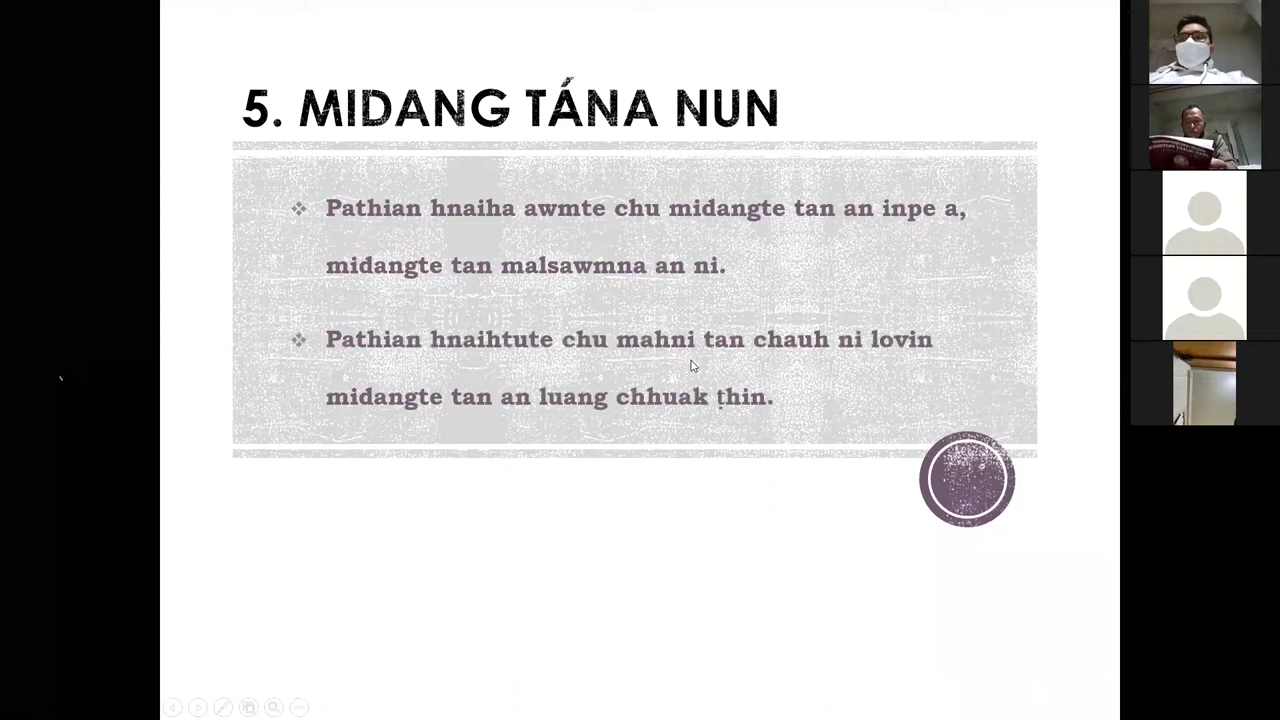 5. MIDANG TÁNA NUN
Pathian hnaiha awmte chu midangte tan an inpe a,
midangte tan malsawmna an ni.
Pathian hnaihtute chu mahni tan chauh ni lovin
midangte tan an luang chhuak ṭhin.